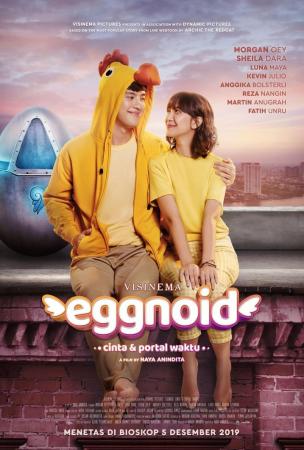 VISINEMA PICTURES PRESENTS IN ASSOCIATION WITH DYNAMIC PICTURES
BASED ON THE MOST POPULAR STORY FROM LINE WEBTOON BY ARCHIE THE REDCAT
MORGAN OEY
SHEILA DARA
LUNA MAYA
KEVIN JULIO
ANGGIKA BOLSTERLI
REZA NANGIN
MARTIN ANUGRAH
FATIH UNRU
VISINEMA
eggnoid
• cinta & portal waktu •
A FILM BY NAYA ANINDITA
MENETAS DI BIOSKOP 5 DESEMBER 2019